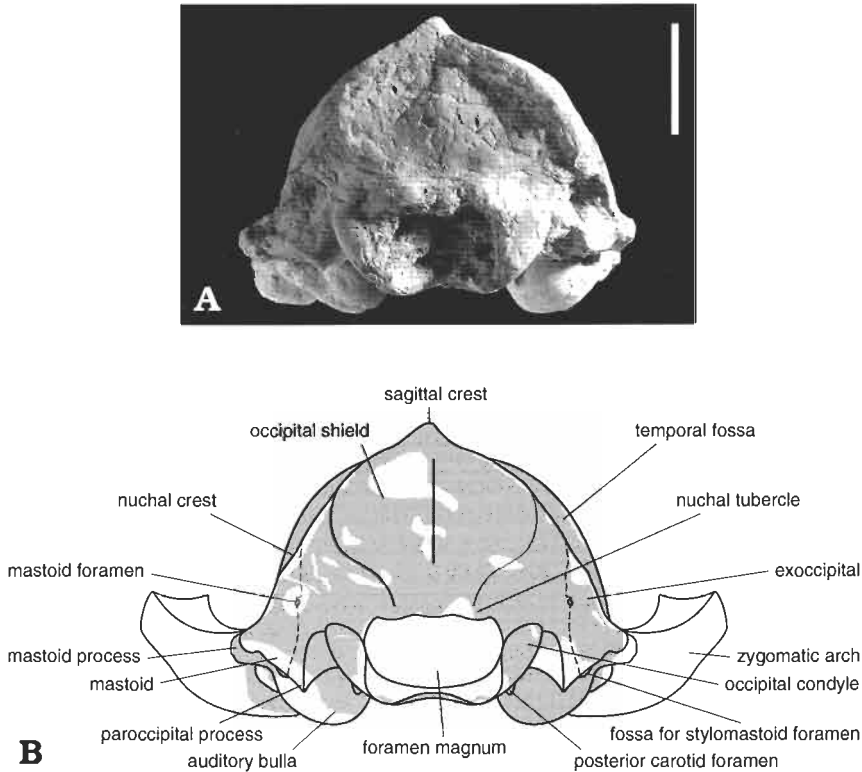 A
sagittal crest
occipital shield
temporal fossa
nuchal crest
nuchal tubercle
mastoid foramen
exoccipital
mastoid process
zygomatic arch
mastoid
occipital condyle
paroccipital process
fossa for stylomastoid foramen
auditory bulla
foramen magnum
posterior carotid foramen
B